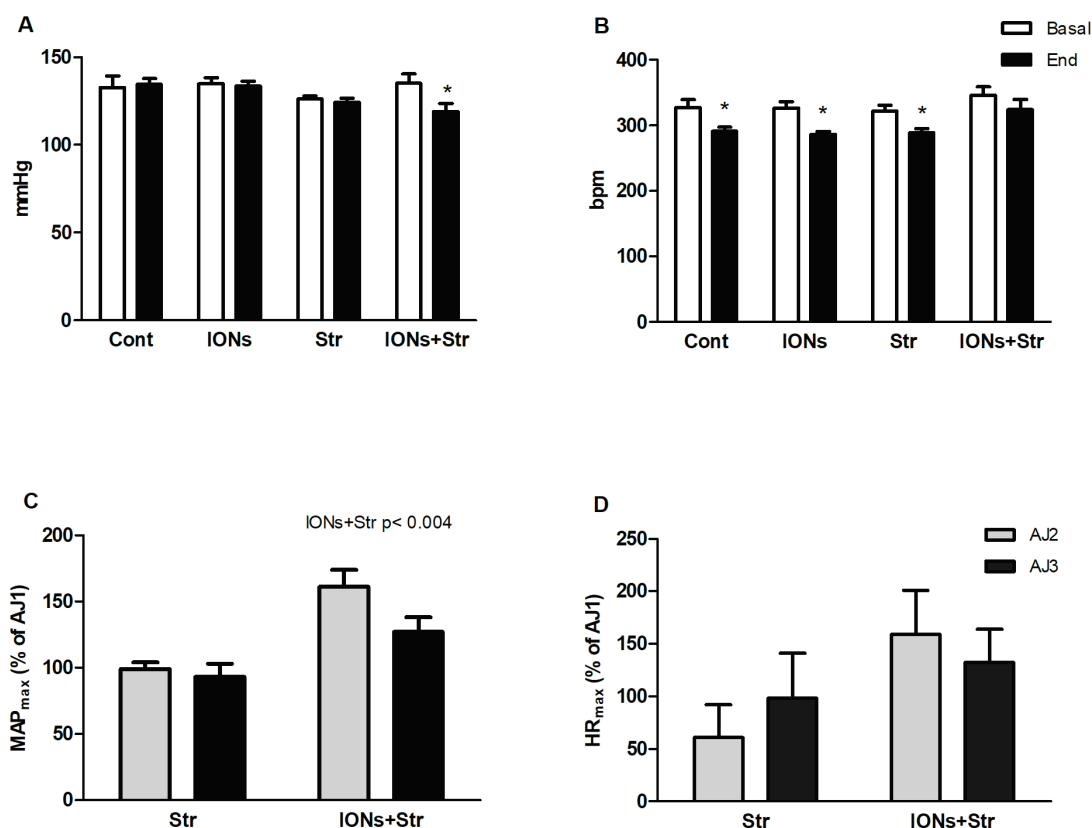 A
mmHg
150
100
50
0
*
Cont IONs Str IONs+Str
B
Basal
End
bpm
400
300
200
100
0
* * *
Cont IONs Str IONs+Str
C
IONs+Str p< 0.004
MAPmax (% of AJ1)
200
150
100
50
0
Str IONs+Str
D
AJ2
AJ3
HRmax (% of AJ1)
250
200
150
100
50
0
Str IONs+Str